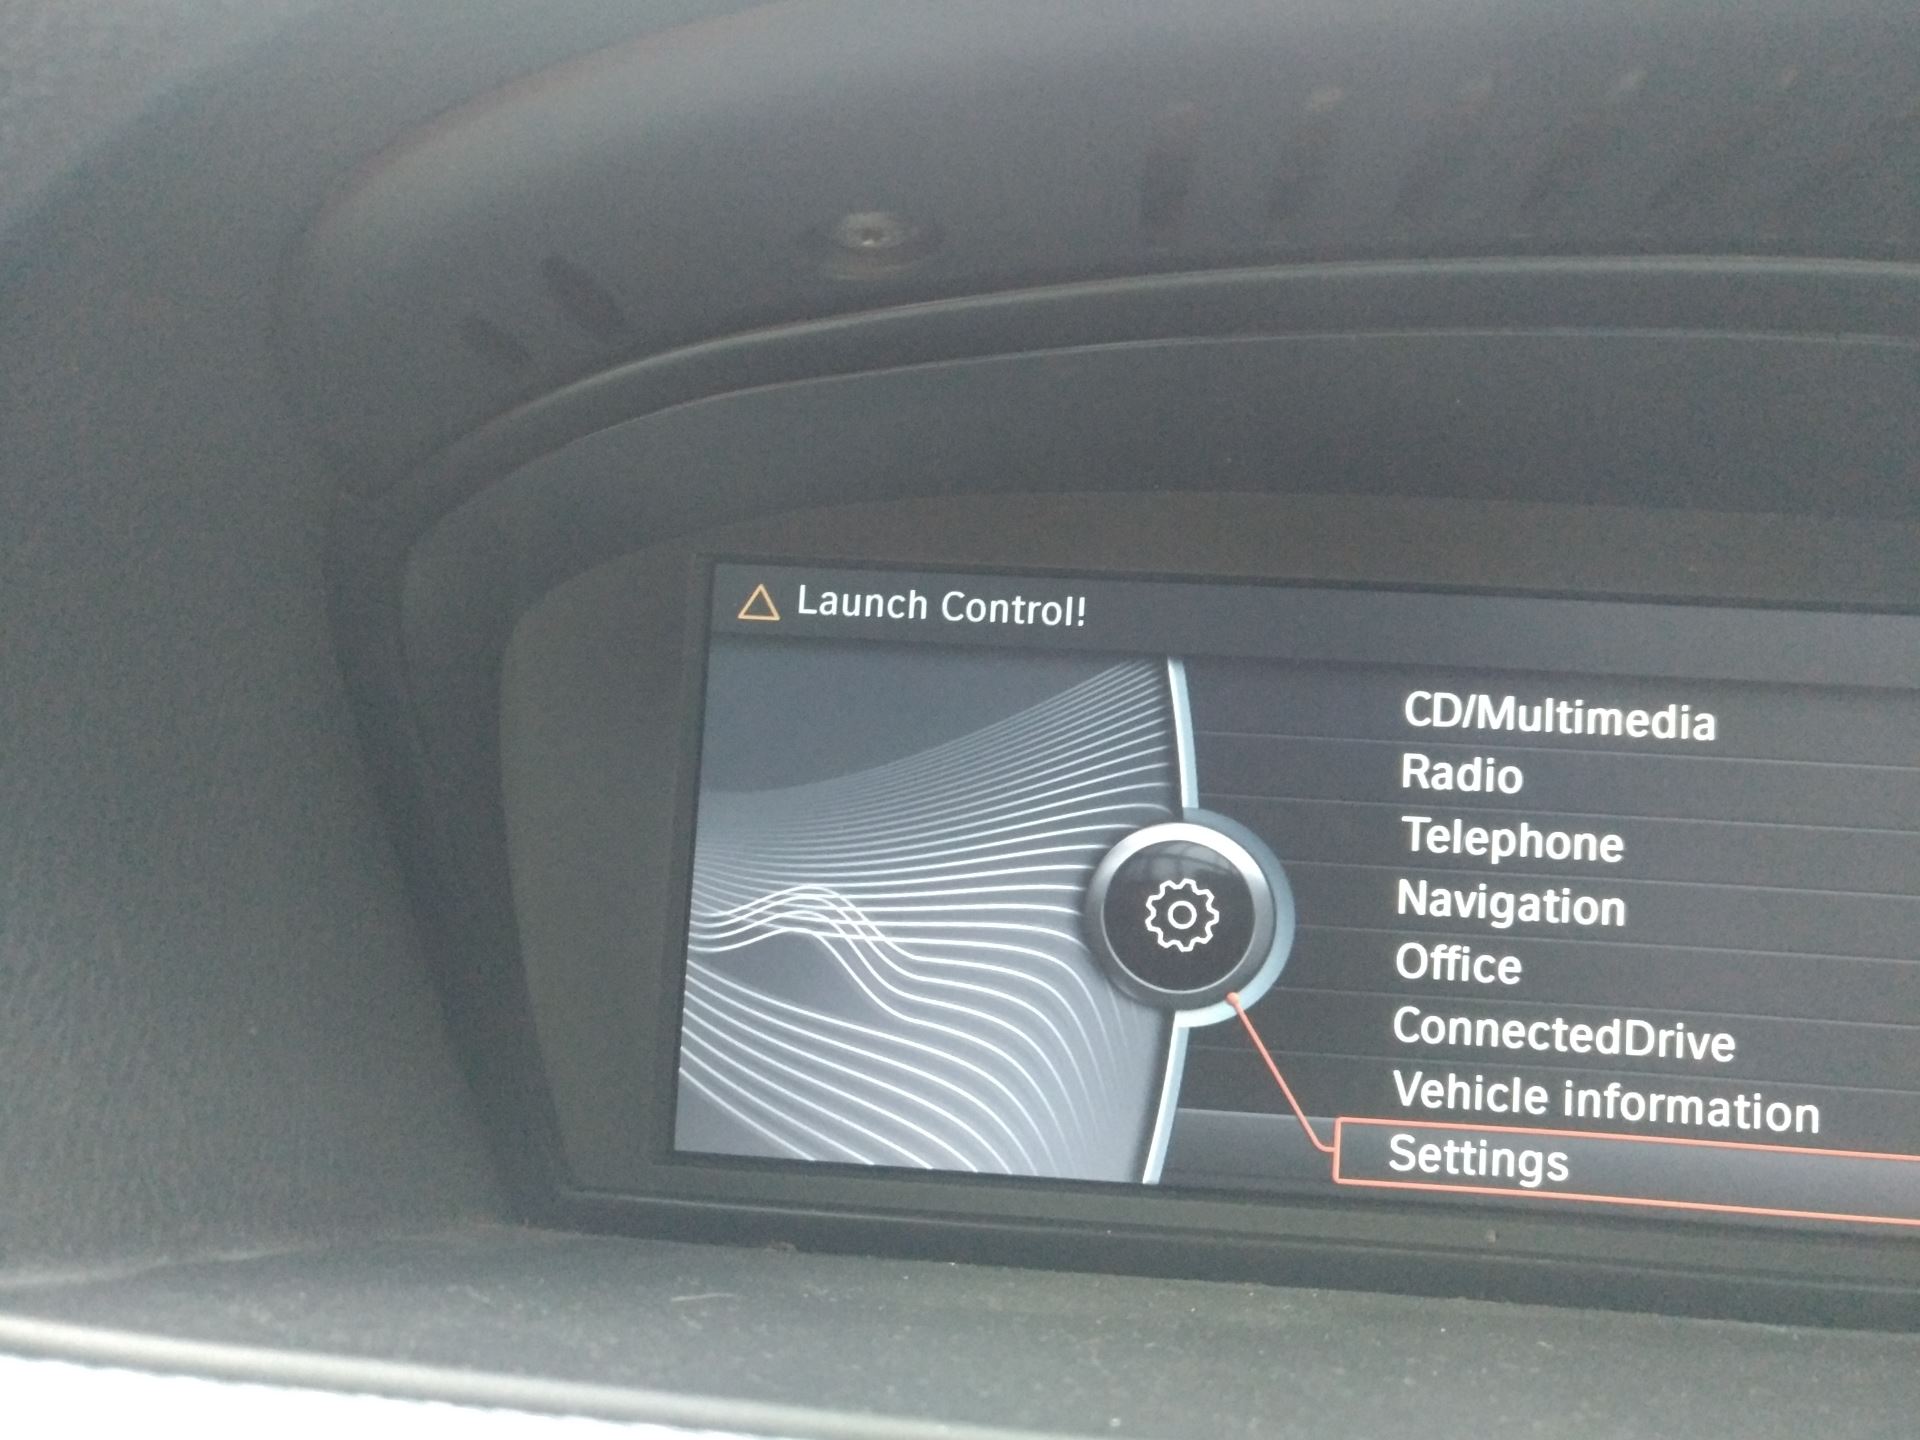 Launch Control!
CD/Multimedia
Radio
Telephone
Navigation
Office
ConnectedDrive
Vehicle information
Settings